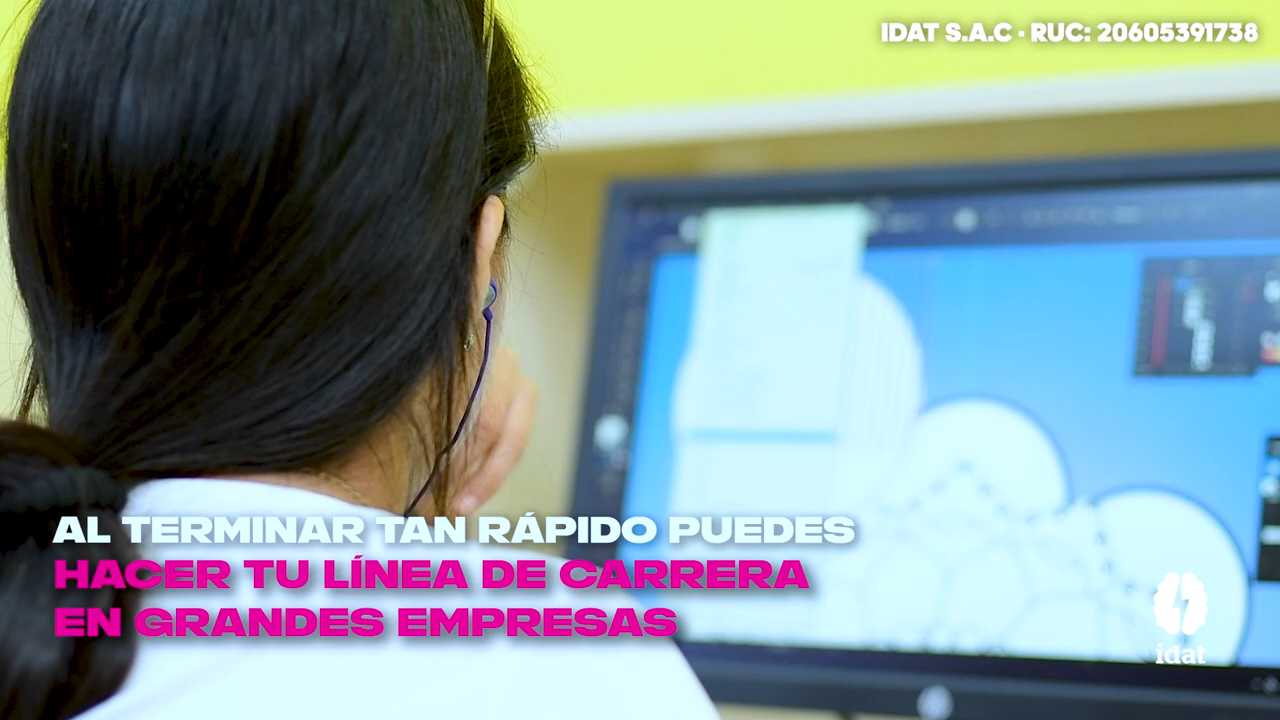 IDAT S.A.C · RUC: 20605391738
AL TERMINAR TAN RÁPIDO PUEDES
HACER TU LÍNEA DE CARRERA
EN GRANDES EMPRESAS
idat